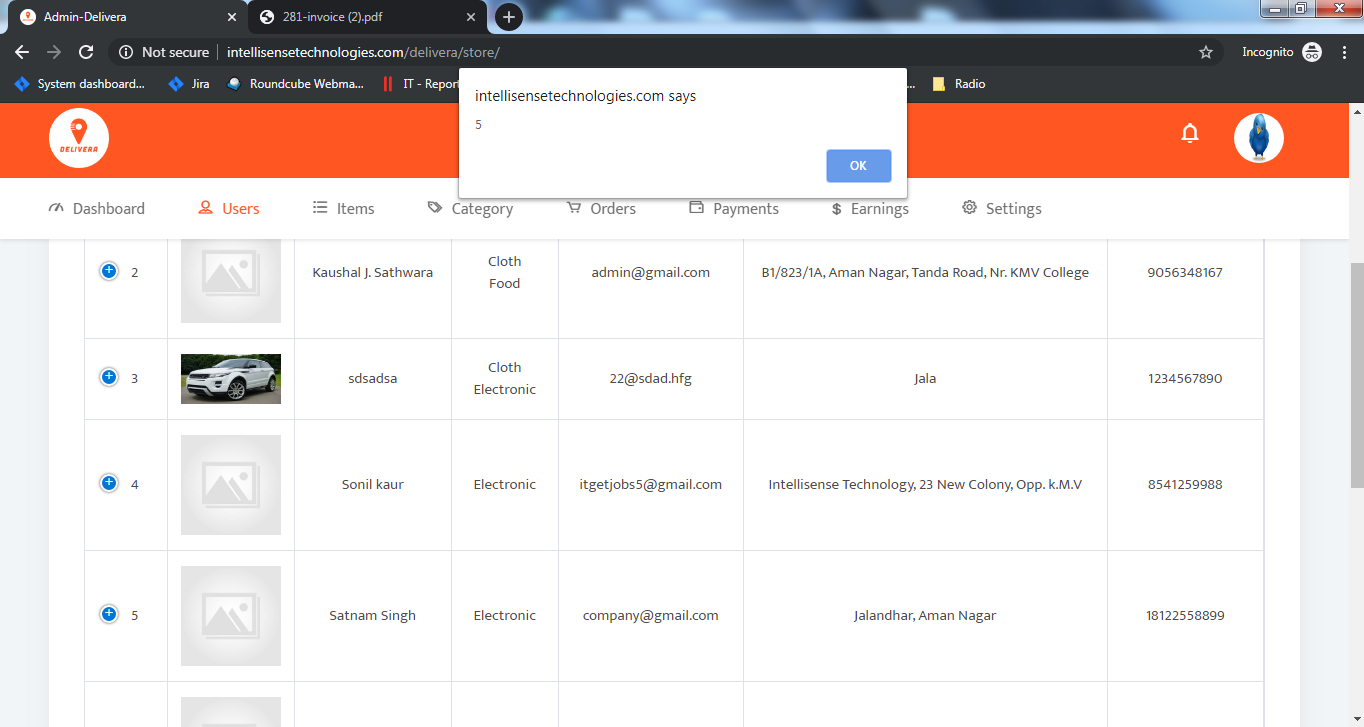 Admin-Delivera
281-invoice (2).pdf
Not secure intellisensetechnologies.com/delivera/store/
Incognito
System dashboard...
Jira
Roundcube Webma...
IT - Report
...
Radio
intellisensetechnologies.com says
5
OK
DELIVERA
Dashboard
Users
Items
Category
Orders
Payments
$ Earnings
Settings
2
Kaushal J. Sathwara
Cloth
Food
admin@gmail.com
B1/823/1A, Aman Nagar, Tanda Road, Nr. KMV College
9056348167
3
sdsadsa
Cloth
Electronic
22@sdad.hfg
Jala
1234567890
4
Sonil kaur
Electronic
itgetjobs5@gmail.com
Intellisense Technology, 23 New Colony, Opp. k.M.V
8541259988
5
Satnam Singh
Electronic
company@gmail.com
Jalandhar, Aman Nagar
18122558899